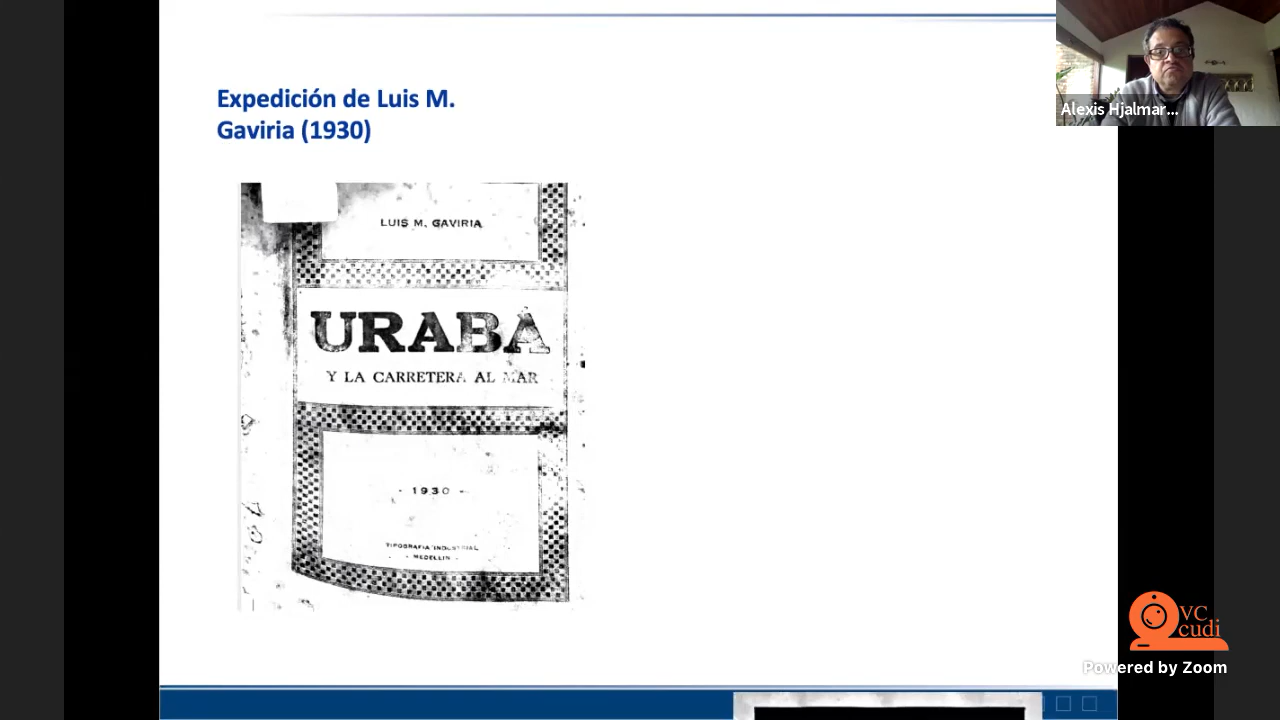 Expedición de Luis M.
Gaviria (1930)
LUIS M. GAVIRIA
URABÁ
Y LA CARRETERA AL MAR
- 1930 -
TIPOGRAFIA INDUSTRIAL
- MEDELLIN -
Alexis Hjalmar...
VC
cudi
Powered by Zoom